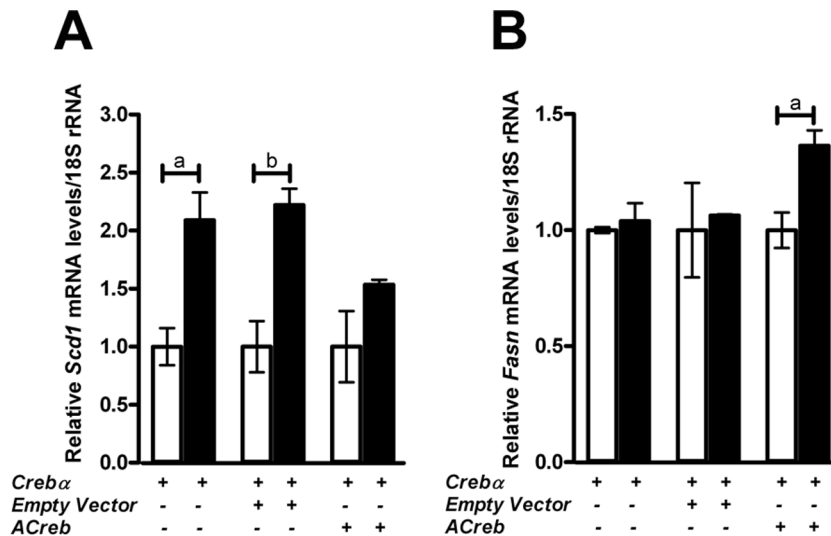 A
Relative Scd1 mRNA levels/18S rRNA
3.0
2.5
2.0
1.5
1.0
0.5
0.0
a
b
Crebα + + + + + +
Empty Vector - - + + - -
ACreb - - - - + +
B
Relative Fasn mRNA levels/18S rRNA
1.5
1.0
0.5
0.0
a
Crebα + + + + + +
Empty Vector - - + + - -
ACreb - - - - + +